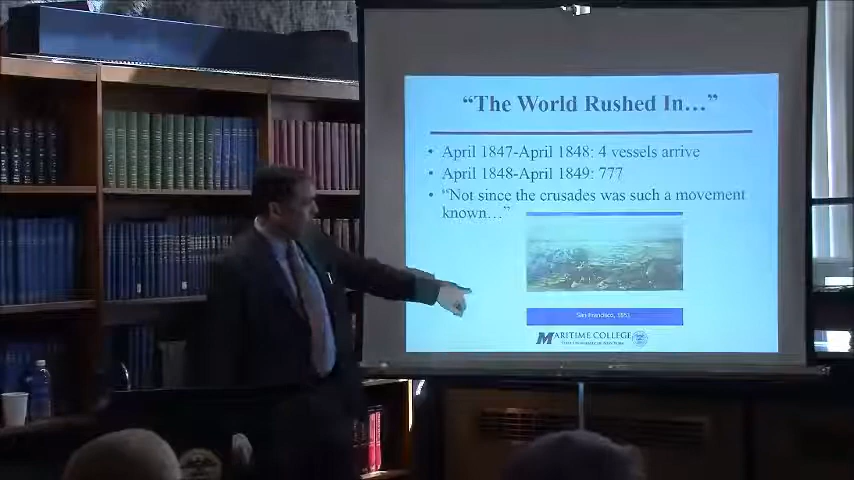 “The World Rushed In…”
• April 1847-April 1848: 4 vessels arrive
• April 1848-April 1849: 777
• “Not since the crusades was such a movement
known…”
San Francisco, 1851
MARITIME COLLEGE